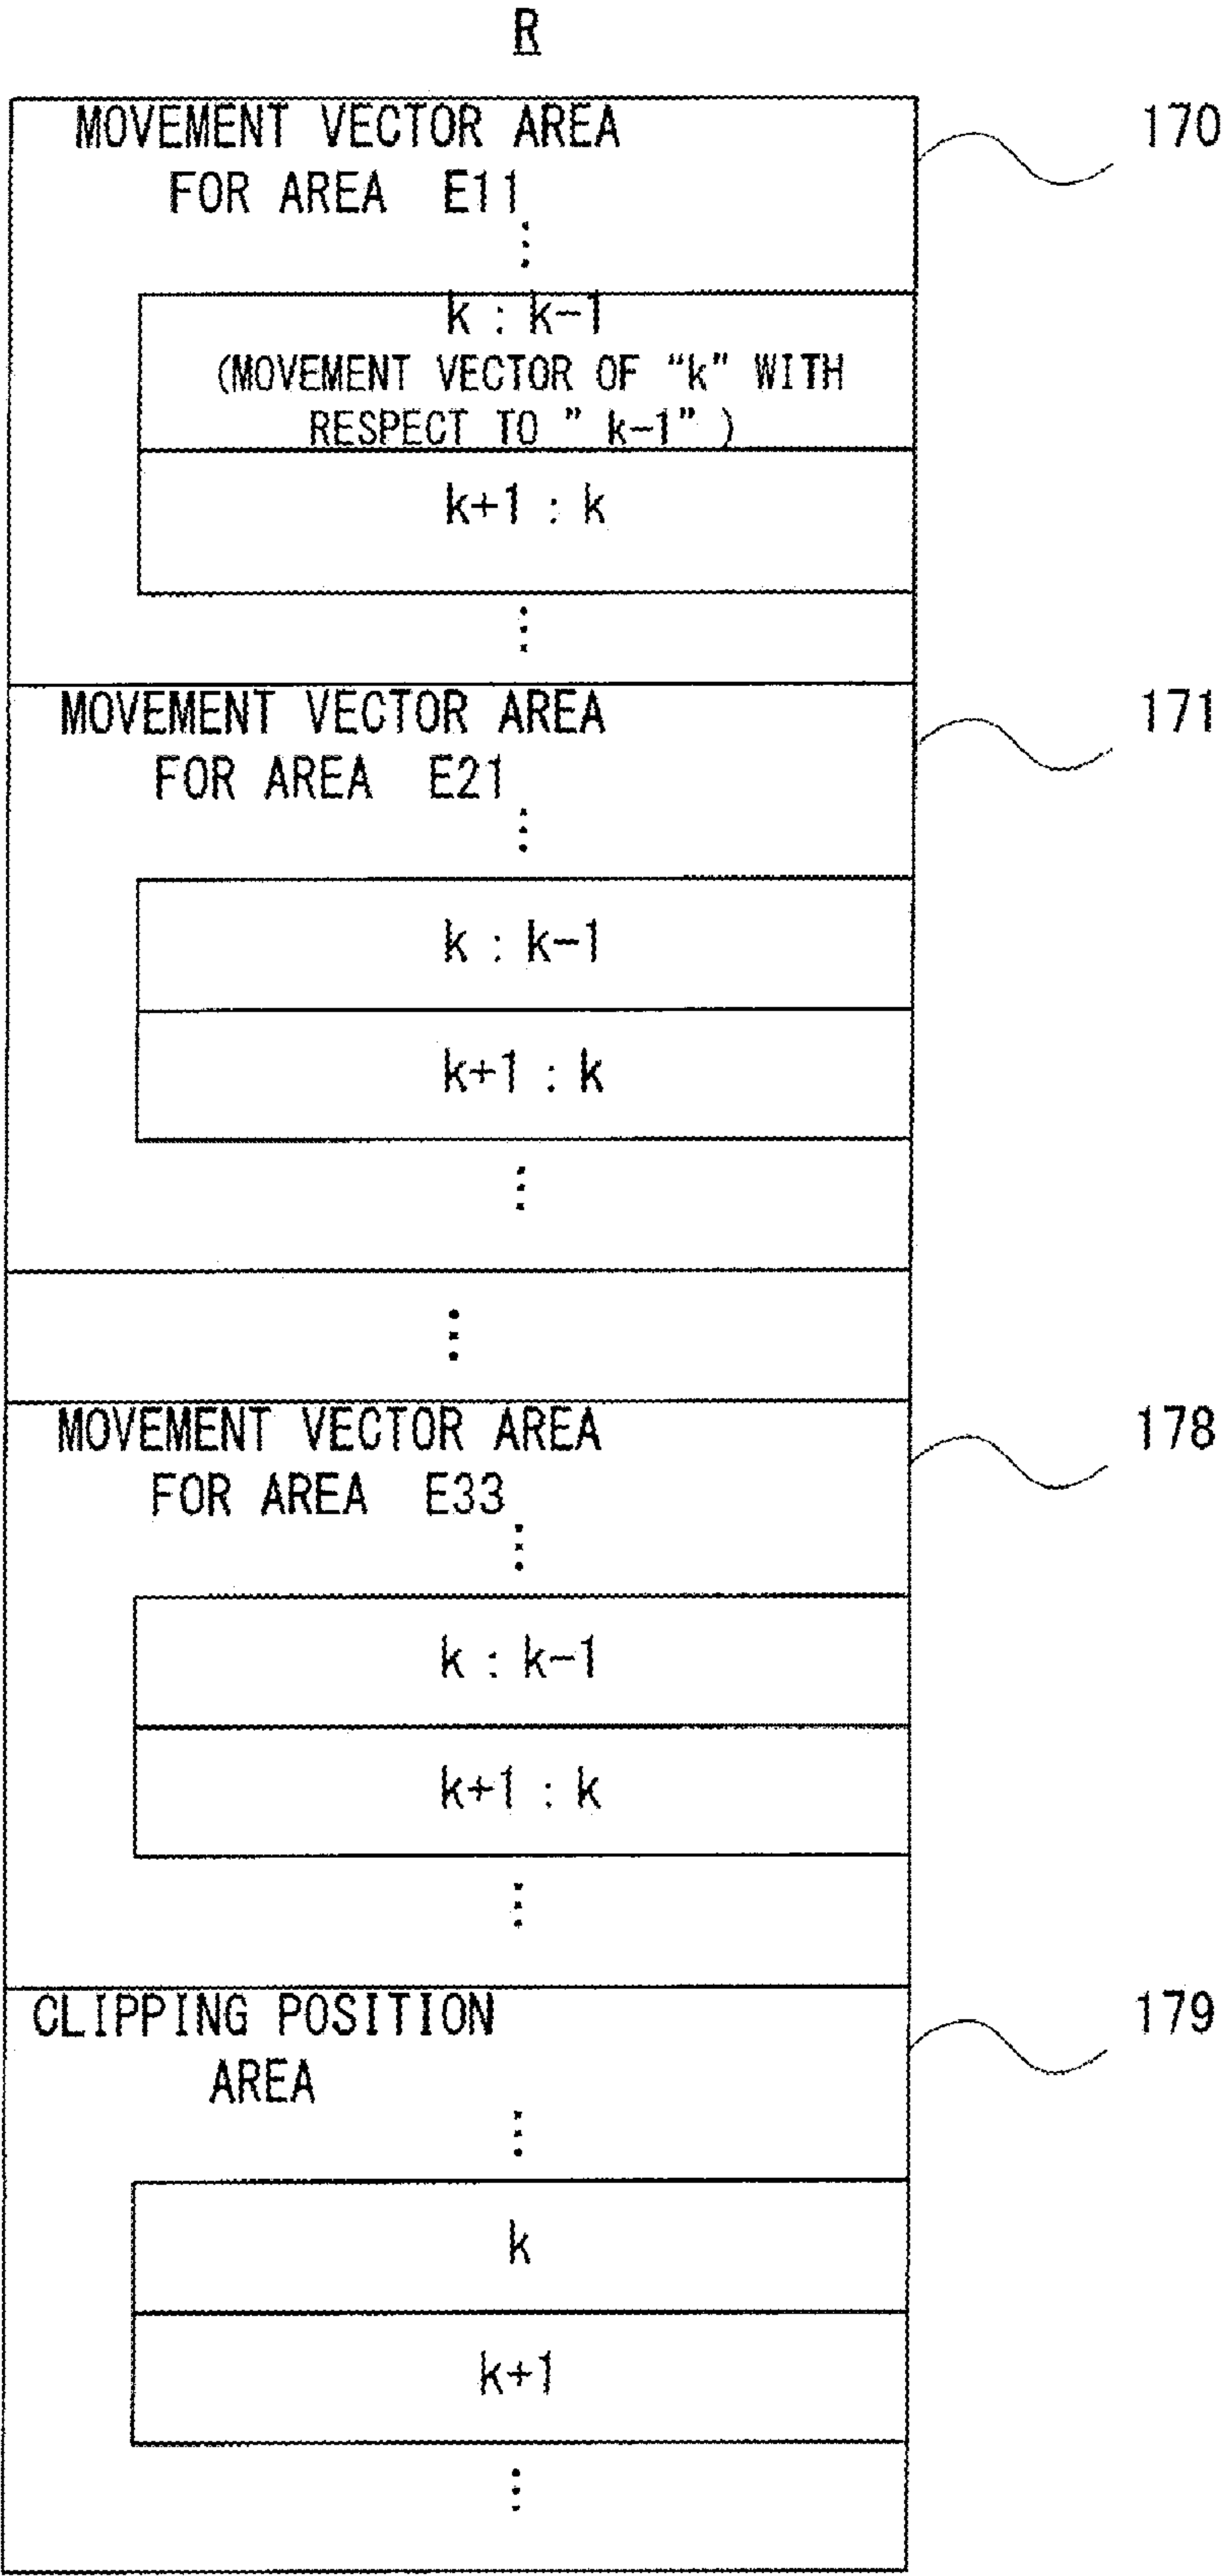 R
MOVEMENT VECTOR AREA
FOR AREA E11
170
k : k-1
(MOVEMENT VECTOR OF “k” WITH
RESPECT TO ” k-1” )
k+1 : k
MOVEMENT VECTOR AREA
FOR AREA E21
171
k : k-1
k+1 : k
MOVEMENT VECTOR AREA
FOR AREA E33
178
k : k-1
k+1 : k
CLIPPING POSITION
AREA
179
k
k+1